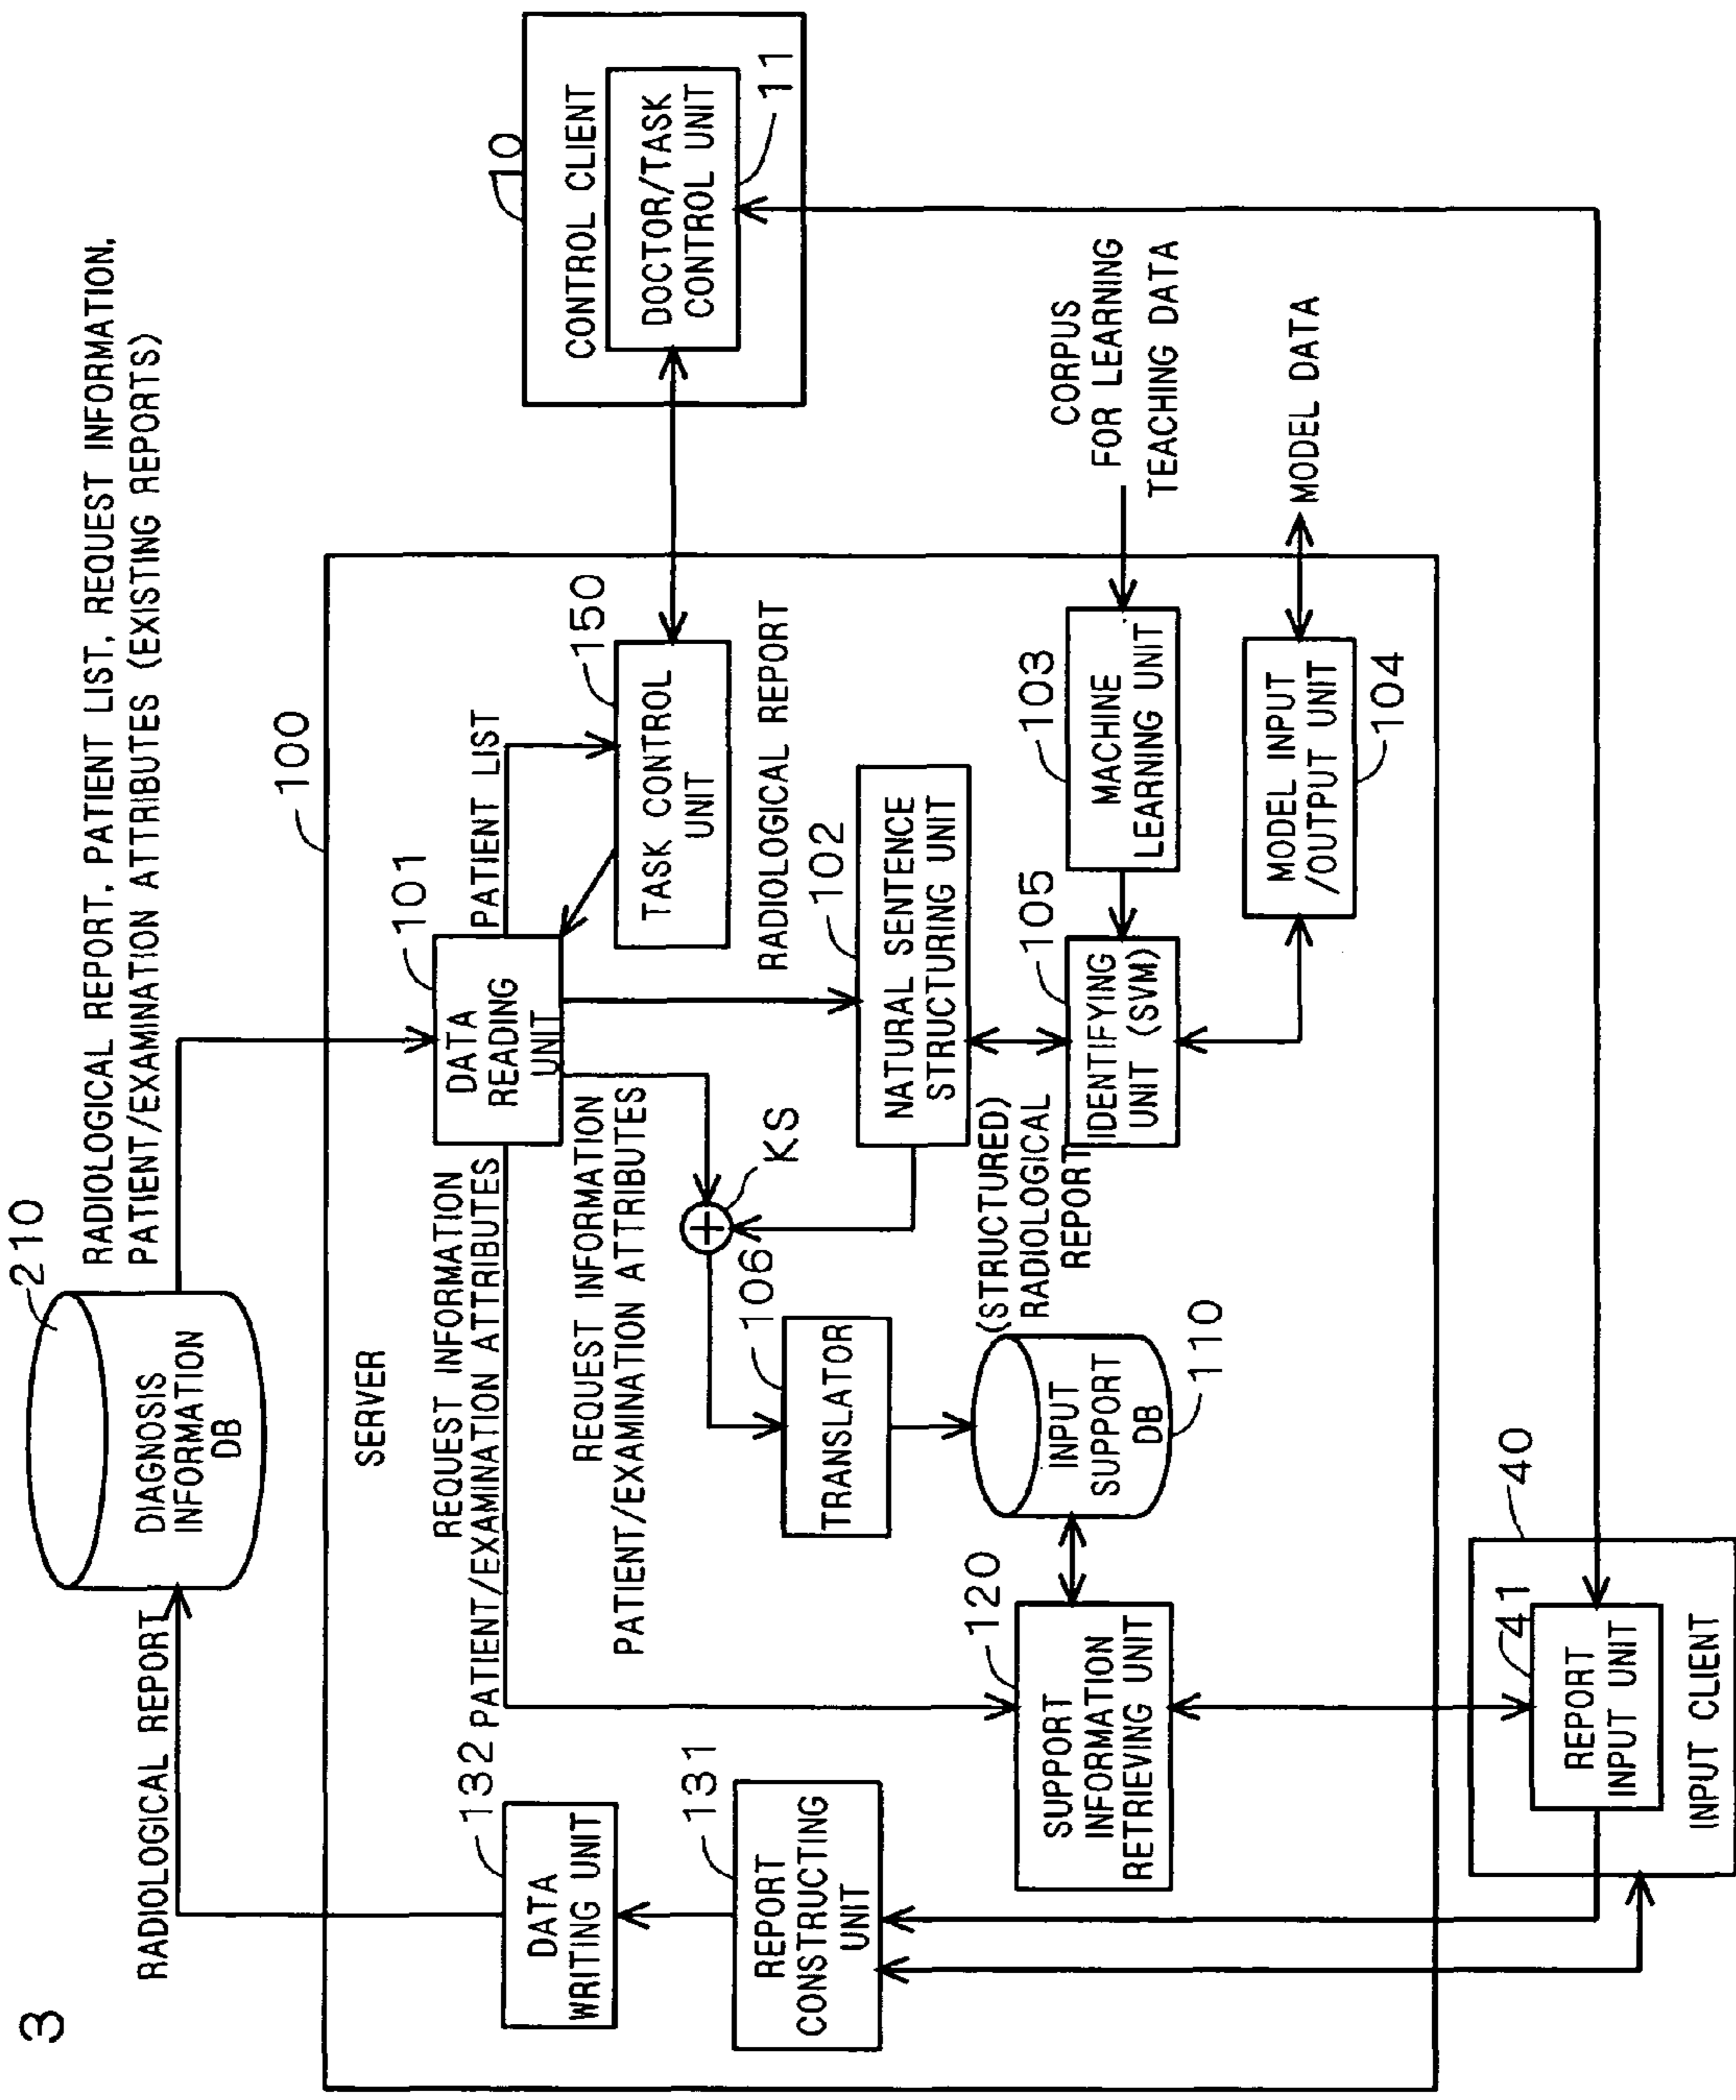 3
RADIOLOGICAL REPORT
210
DIAGNOSIS
INFORMATION
DB
RADIOLOGICAL REPORT, PATIENT LIST, REQUEST INFORMATION,
PATIENT/EXAMINATION ATTRIBUTES (EXISTING REPORTS)
100
SERVER
132
DATA
WRITING UNIT
REQUEST INFORMATION
PATIENT/EXAMINATION ATTRIBUTES
101
DATA
READING
UNIT
PATIENT LIST
150
TASK CONTROL
UNIT
10
CONTROL CLIENT
DOCTOR/TASK
CONTROL UNIT
11
REQUEST INFORMATION
PATIENT/EXAMINATION ATTRIBUTES
KS
RADIOLOGICAL REPORT
131
REPORT
CONSTRUCTING
UNIT
106
TRANSLATOR
102
NATURAL SENTENCE
STRUCTURING UNIT
(STRUCTURED)
RADIOLOGICAL
REPORT
120
SUPPORT
INFORMATION
RETRIEVING UNIT
INPUT
SUPPORT
DB
110
105
IDENTIFYING
UNIT (SVM)
103
MACHINE
LEARNING UNIT
CORPUS
FOR LEARNING
TEACHING DATA
MODEL INPUT
/OUTPUT UNIT
104
MODEL DATA
40
41
REPORT
INPUT UNIT
INPUT CLIENT